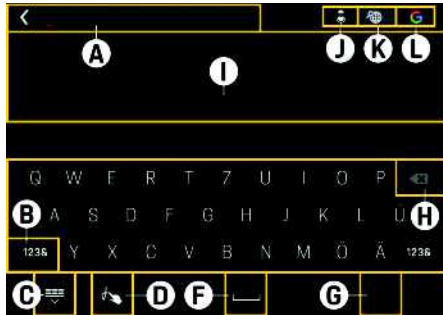 A
J K L
I
Q W E R T Z U I O P
B A S D F G H J K L Ü H
123& Y X C V B N M Ö Ä 123&
C D F G